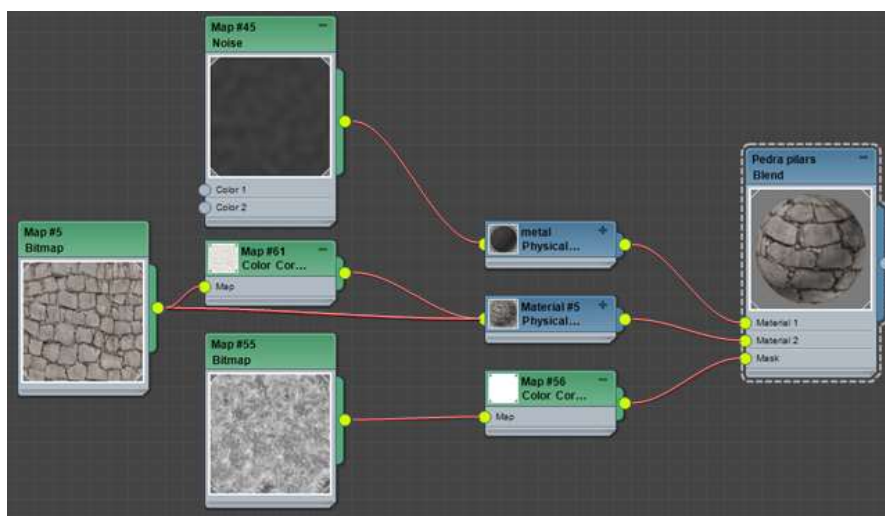 Map #45
Noise
Color 1
Color 2
Map #5
Bitmap
Map #61
Color Cor...
Map
Map #55
Bitmap
metal
Physical...
Material #5
Physical...
Map #56
Color Cor...
Map
Pedra pilars
Blend
Material 1
Material 2
Mask